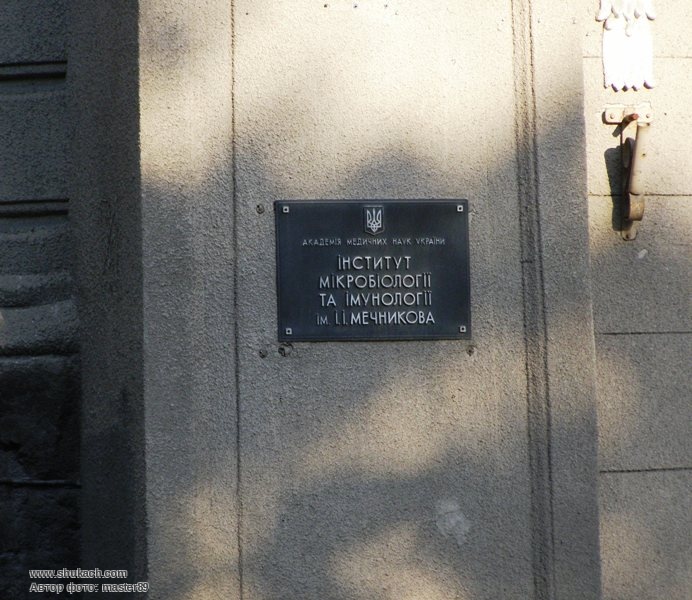 АКАДЕМІЯ МЕДИЧНИХ НАУК УКРАЇНИ
ІНСТИТУТ
МІКРОБІОЛОГІЇ
ТА ІМУНОЛОГІЇ
ІМ. І.І. МЕЧНИКОВА
www.shukach.com
Автор фото: master89